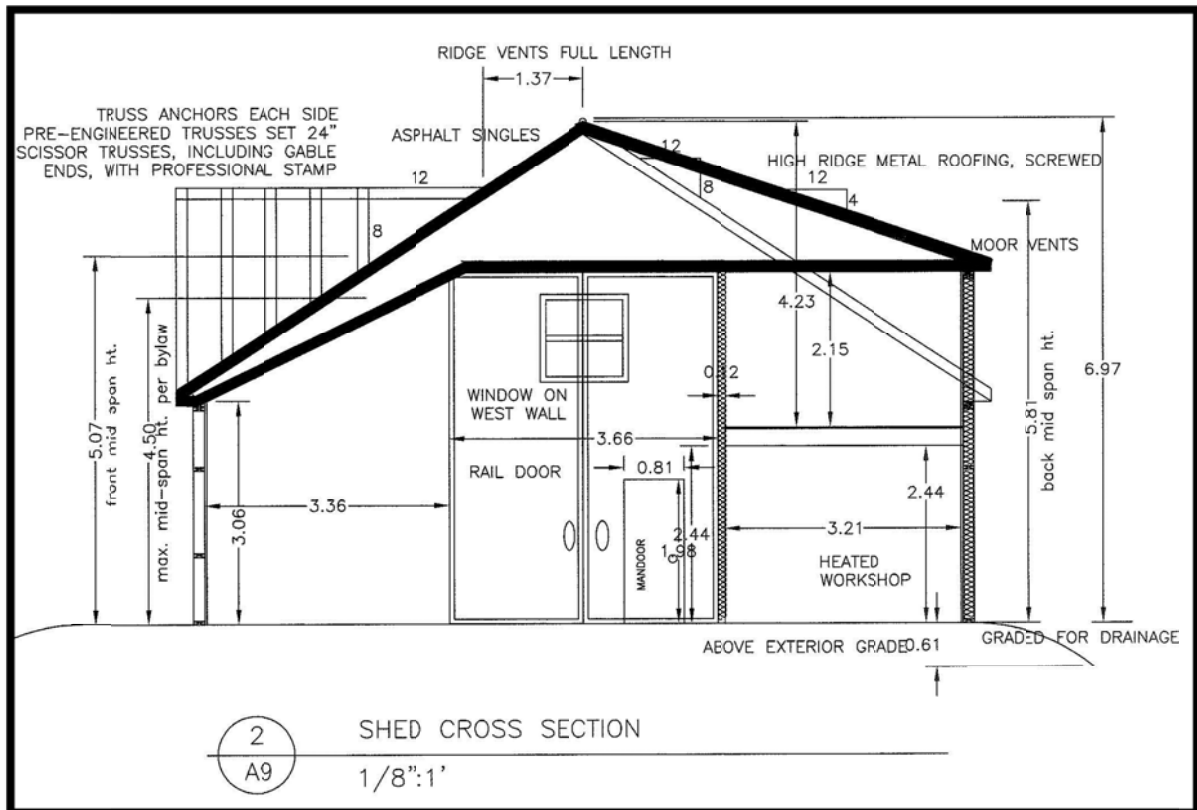 RIDGE VENTS FULL LENGTH
1.37
TRUSS ANCHORS EACH SIDE
PRE-ENGINEERED TRUSSES SET 24"
SCISSOR TRUSSES, INCLUDING GABLE
ENDS, WITH PROFESSIONAL STAMP
ASPHALT SINGLES
12
8
HIGH RIDGE METAL ROOFING, SCREWED
12
4
12
8
MOOR VENTS
5.07
front mid span ht.
4.50
max. mid-span ht. per bylaw
3.06
3.36
WINDOW ON
WEST WALL
3.66
RAIL DOOR
0.81
MANDOOR
1.98
2.44
0.12
4.23
2.15
2.44
3.21
HEATED
WORKSHOP
5.81
back mid span ht.
6.97
ABOVE EXTERIOR GRADE
0.61
GRADED FOR DRAINAGE
2
A9
SHED CROSS SECTION
1/8":1'